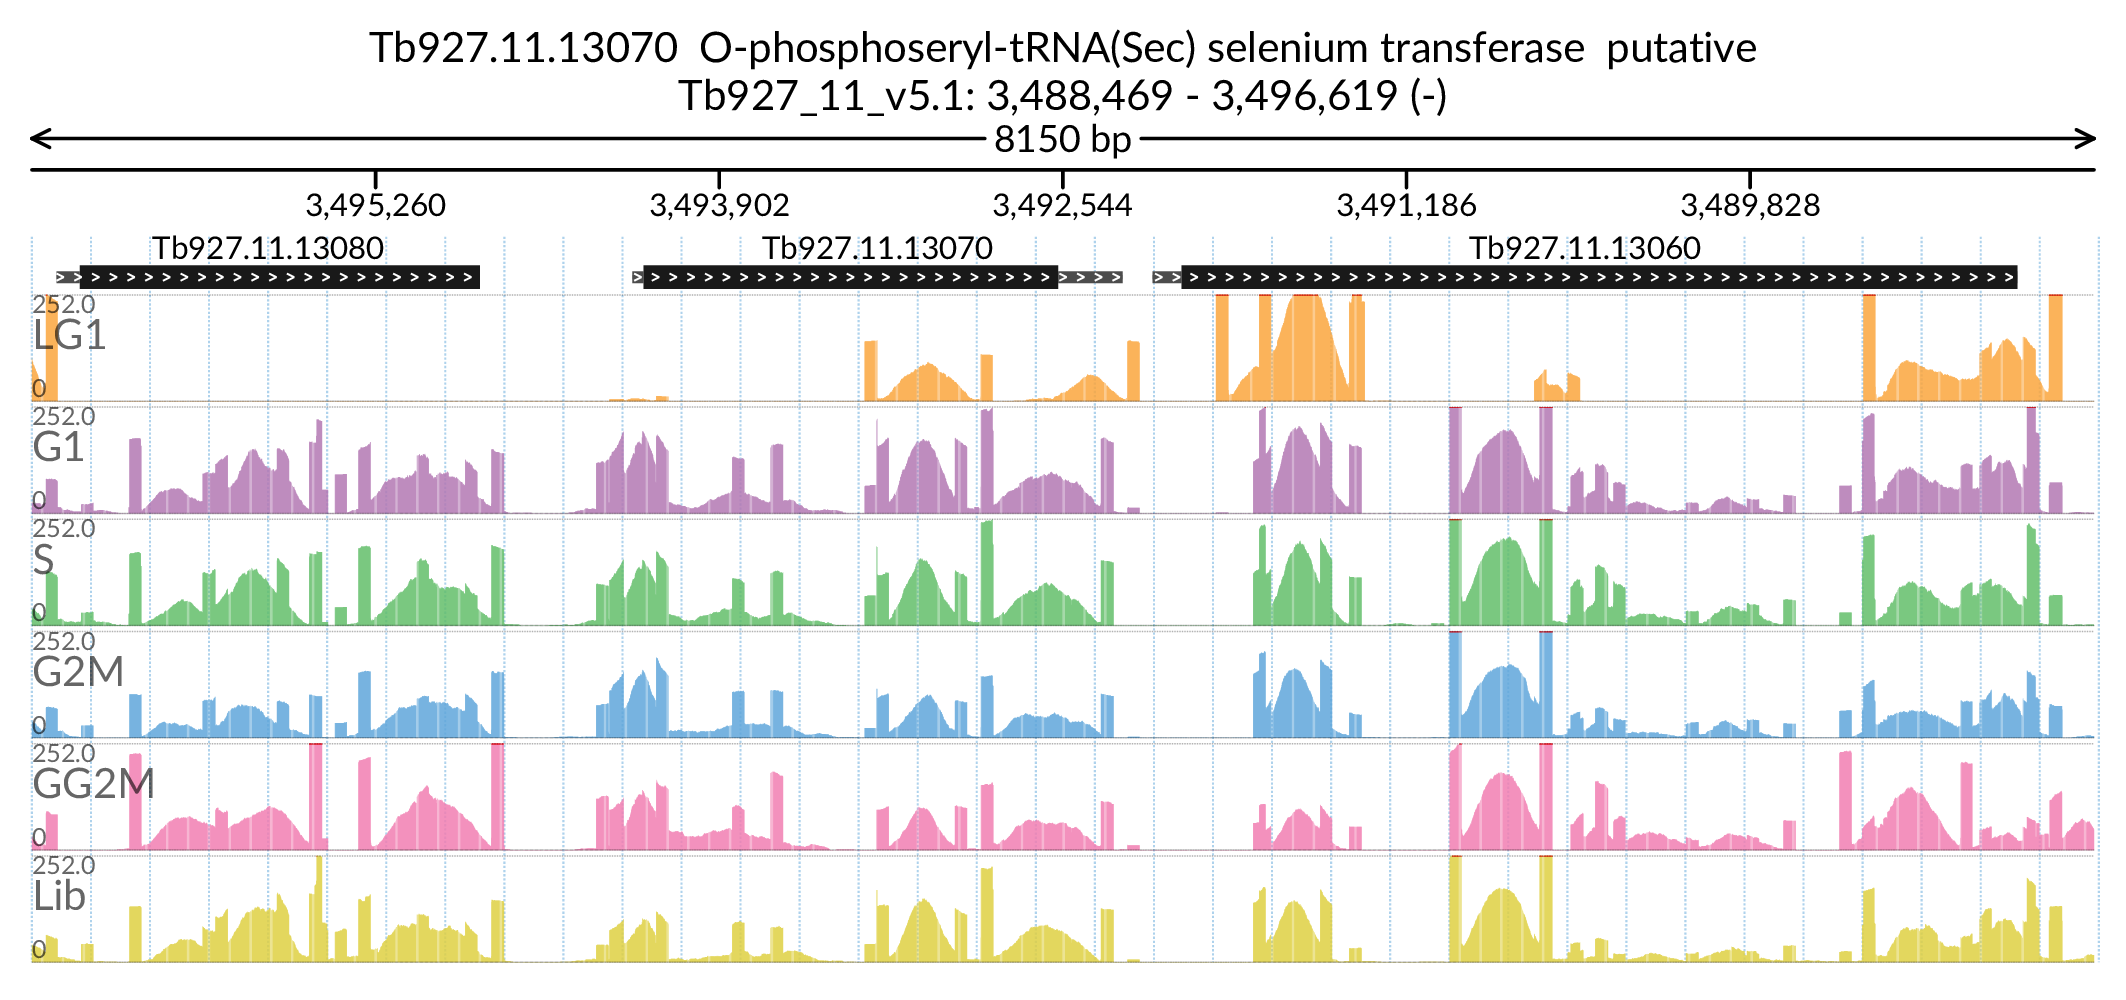 Tb927.11.13070 O-phosphoseryl-tRNA(Sec) selenium transferase putative
Tb927_11_v5.1: 3,488,469 - 3,496,619 (-)
8150 bp
3,495,260 3,493,902 3,492,544 3,491,186 3,489,828
Tb927.11.13080 Tb927.11.13070 Tb927.11.13060
252.0
LG1
0
252.0
G1
0
252.0
S
0
252.0
G2M
0
252.0
GG2M
0
252.0
Lib
0